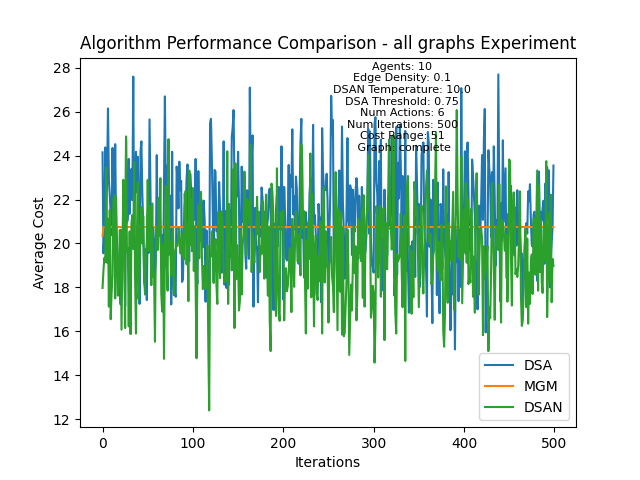 Algorithm Performance Comparison - all graphs Experiment
28
26
24
22
20
18
16
14
12
Average Cost
Agents: 10
Edge Density: 0.1
DSAN Temperature: 10.0
DSA Threshold: 0.75
Num Actions: 6
Num Iterations: 500
Cost Range: 51
Graph: complete
DSA
MGM
DSAN
0
100
200
300
400
500
Iterations